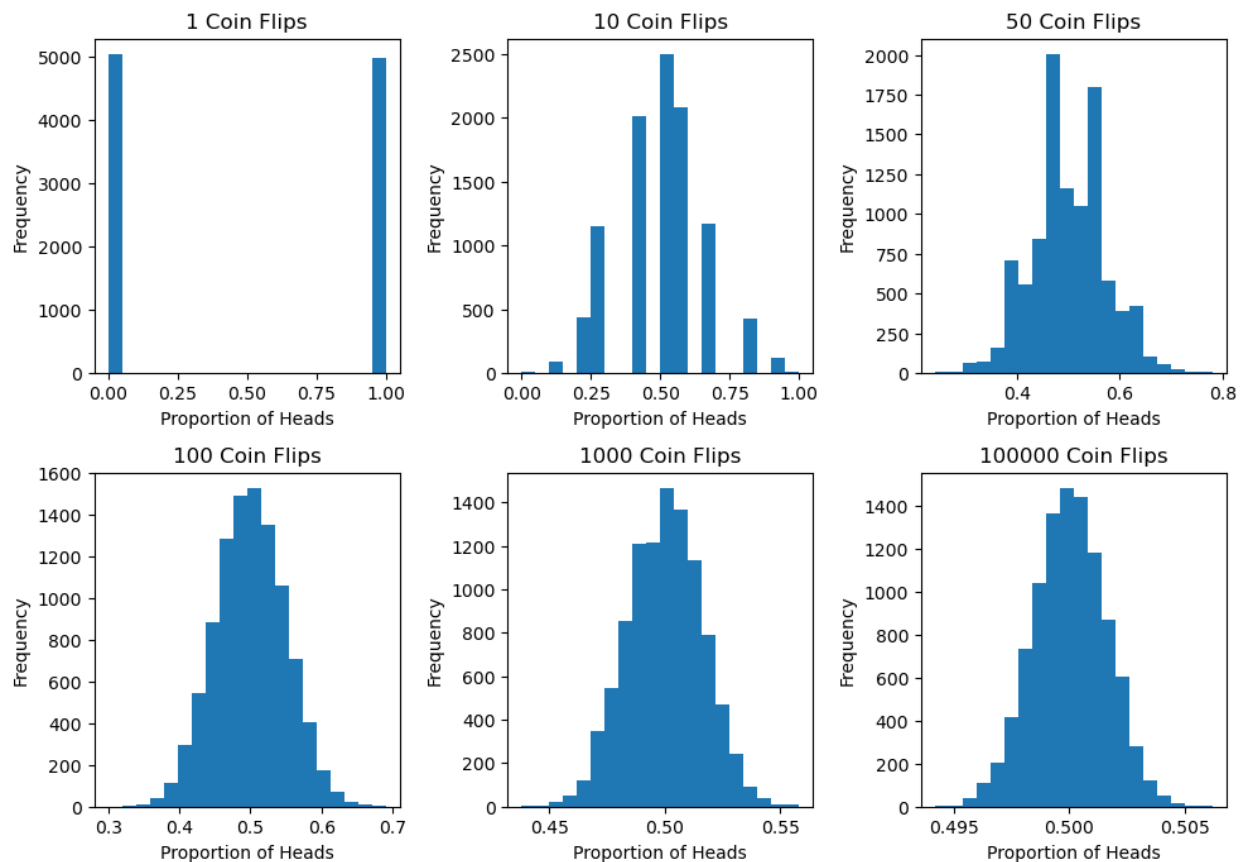 1 Coin Flips
5000
4000
3000
2000
1000
0
Frequency
0.00 0.25 0.50 0.75 1.00
Proportion of Heads
10 Coin Flips
2500
2000
1500
1000
500
0
Frequency
0.00 0.25 0.50 0.75 1.00
Proportion of Heads
50 Coin Flips
2000
1750
1500
1250
1000
750
500
250
0
Frequency
0.4 0.6 0.8
Proportion of Heads
100 Coin Flips
1600
1400
1200
1000
800
600
400
200
0
Frequency
0.3 0.4 0.5 0.6 0.7
Proportion of Heads
1000 Coin Flips
1400
1200
1000
800
600
400
200
0
Frequency
0.45 0.50 0.55
Proportion of Heads
100000 Coin Flips
1400
1200
1000
800
600
400
200
0
Frequency
0.495 0.500 0.505
Proportion of Heads